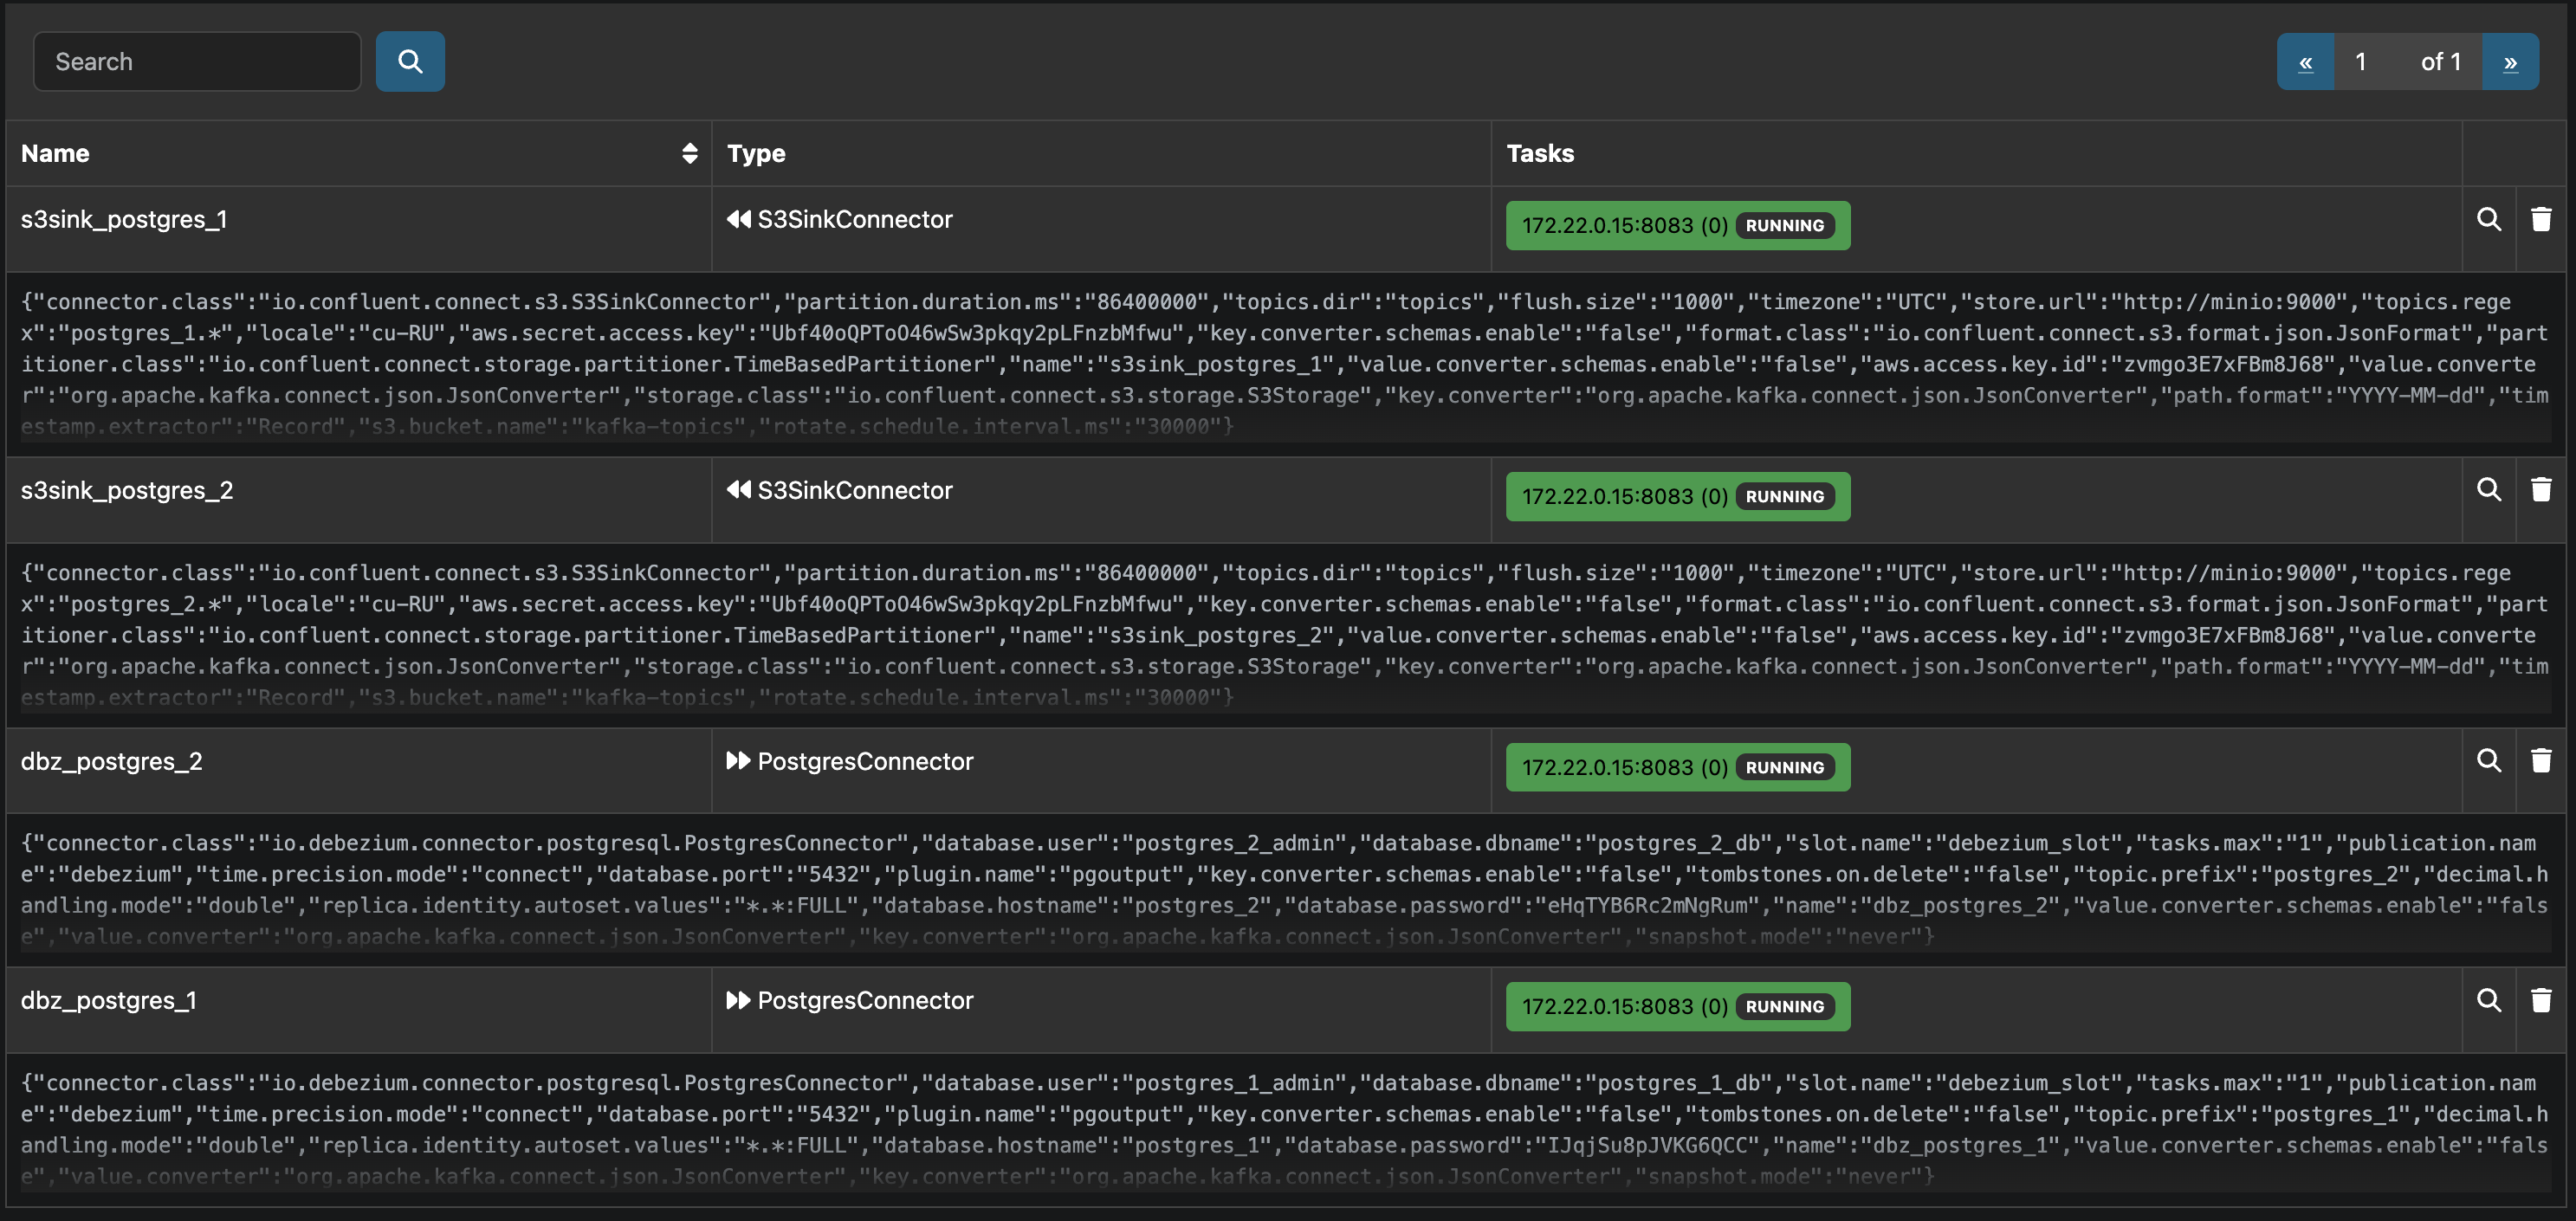 Search
« 1 of 1 »
Name Type Tasks
s3sink_postgres_1 S3SinkConnector 172.22.0.15:8083 (0) RUNNING
{"connector.class":"io.confluent.connect.s3.S3SinkConnector","partition.duration.ms":"86400000","topics.dir":"topics","flush.size":"1000","timezone":"UTC","store.url":"http://minio:9000","topics.rege
x":"postgres_1.*","locale":"cu-RU","aws.secret.access.key":"Ubf40oQPToO46wSw3pkqy2pLFnzbMfwu","key.converter.schemas.enable":"false","format.class":"io.confluent.connect.s3.format.json.JsonFormat","part
itioner.class":"io.confluent.connect.storage.partitioner.TimeBasedPartitioner","name":"s3sink_postgres_1","value.converter.schemas.enable":"false","aws.access.key.id":"zvmgo3E7xFBm8J68","value.converte
r":"org.apache.kafka.connect.json.JsonConverter","storage.class":"io.confluent.connect.s3.storage.S3Storage","key.converter":"org.apache.kafka.connect.json.JsonConverter","path.format":"YYYY-MM-dd","tim
estamp.extractor":"Record","s3.bucket.name":"kafka-topics","rotate.schedule.interval.ms":"30000"}
s3sink_postgres_2 S3SinkConnector 172.22.0.15:8083 (0) RUNNING
{"connector.class":"io.confluent.connect.s3.S3SinkConnector","partition.duration.ms":"86400000","topics.dir":"topics","flush.size":"1000","timezone":"UTC","store.url":"http://minio:9000","topics.rege
x":"postgres_2.*","locale":"cu-RU","aws.secret.access.key":"Ubf40oQPToO46wSw3pkqy2pLFnzbMfwu","key.converter.schemas.enable":"false","format.class":"io.confluent.connect.s3.format.json.JsonFormat","part
itioner.class":"io.confluent.connect.storage.partitioner.TimeBasedPartitioner","name":"s3sink_postgres_2","value.converter.schemas.enable":"false","aws.access.key.id":"zvmgo3E7xFBm8J68","value.converte
r":"org.apache.kafka.connect.json.JsonConverter","storage.class":"io.confluent.connect.s3.storage.S3Storage","key.converter":"org.apache.kafka.connect.json.JsonConverter","path.format":"YYYY-MM-dd","tim
estamp.extractor":"Record","s3.bucket.name":"kafka-topics","rotate.schedule.interval.ms":"30000"}
dbz_postgres_2 PostgresConnector 172.22.0.15:8083 (0) RUNNING
{"connector.class":"io.debezium.connector.postgresql.PostgresConnector","database.user":"postgres_2_admin","database.dbname":"postgres_2_db","slot.name":"debezium_slot","tasks.max":"1","publication.nam
e":"debezium","time.precision.mode":"connect","database.port":"5432","plugin.name":"pgoutput","key.converter.schemas.enable":"false","tombstones.on.delete":"false","topic.prefix":"postgres_2","decimal.h
andling.mode":"double","replica.identity.autoset.values":"*.*:FULL","database.hostname":"postgres_2","database.password":"eHqTYB6Rc2mNgRum","name":"dbz_postgres_2","value.converter.schemas.enable":"fals
e","value.converter":"org.apache.kafka.connect.json.JsonConverter","key.converter":"org.apache.kafka.connect.json.JsonConverter","snapshot.mode":"never"}
dbz_postgres_1 PostgresConnector 172.22.0.15:8083 (0) RUNNING
{"connector.class":"io.debezium.connector.postgresql.PostgresConnector","database.user":"postgres_1_admin","database.dbname":"postgres_1_db","slot.name":"debezium_slot","tasks.max":"1","publication.nam
e":"debezium","time.precision.mode":"connect","database.port":"5432","plugin.name":"pgoutput","key.converter.schemas.enable":"false","tombstones.on.delete":"false","topic.prefix":"postgres_1","decimal.h
andling.mode":"double","replica.identity.autoset.values":"*.*:FULL","database.hostname":"postgres_1","database.password":"IJqjSu8pJVKG6QCC","name":"dbz_postgres_1","value.converter.schemas.enable":"fals
e","value.converter":"org.apache.kafka.connect.json.JsonConverter","key.converter":"org.apache.kafka.connect.json.JsonConverter","snapshot.mode":"never"}